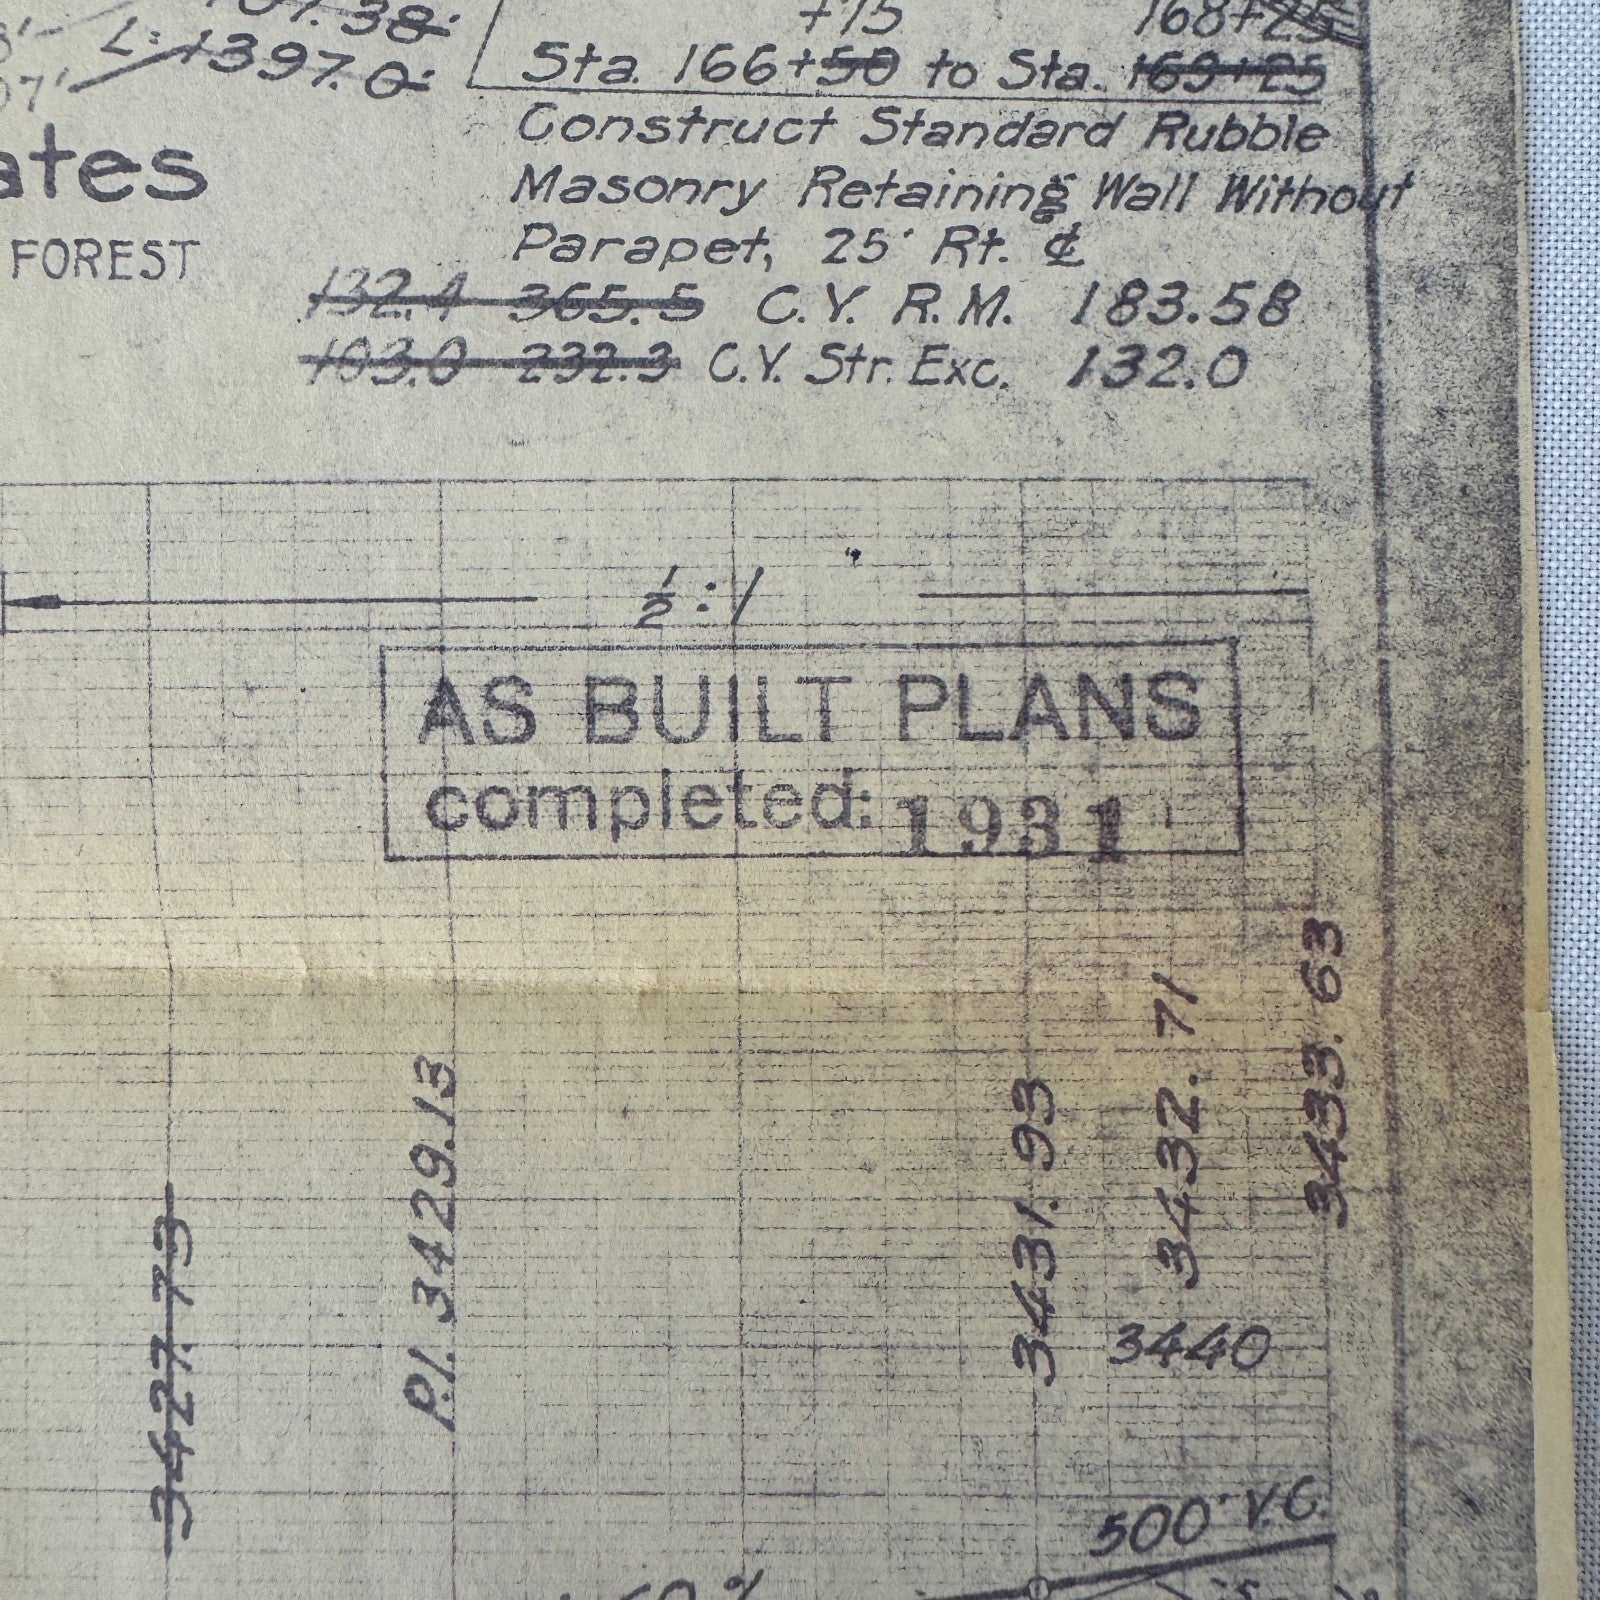 +75 168+25
Sta. 166+50 to Sta. 169+25
Construct Standard Rubble
Masonry Retaining Wall Without
Parapet, 25' Rt. ℄
132.4 365.5 C.Y. R.M. 183.58
103.0 232.3 C.Y. Str. Exc. 132.0
L= 1397.0'
ates
FOREST
½:1
AS BUILT PLANS
completed: 1931
3427.73
P.I. 3429.13
3431.93
3432.71
3433.63
3440
500' V.C.